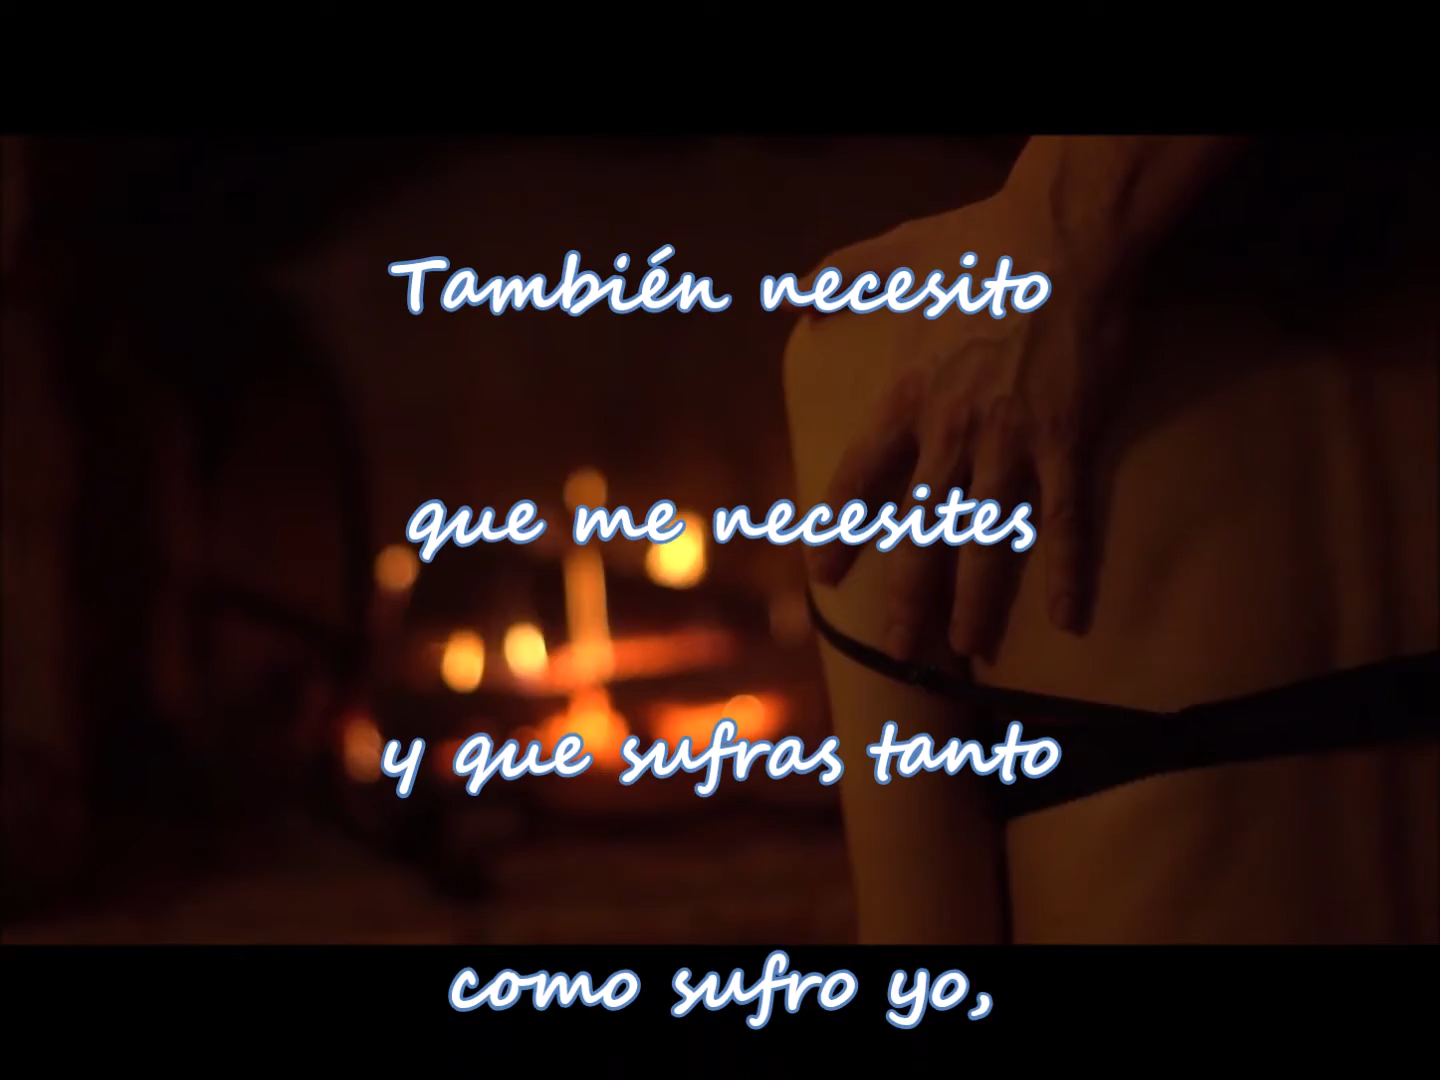 También necesito
que me necesites
y que sufras tanto
como sufro yo,